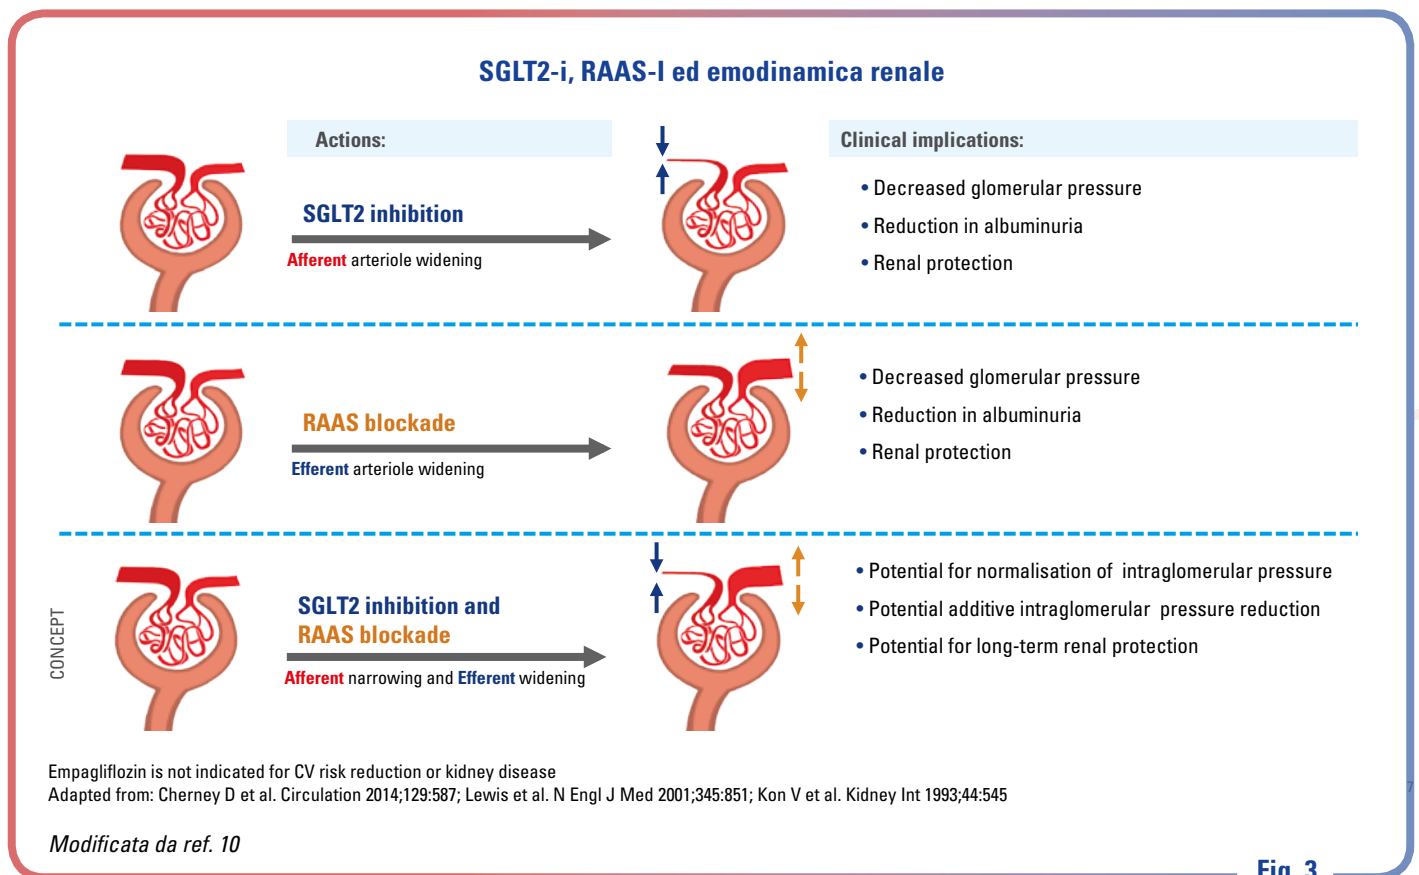 SGLT2-i, RAAS-I ed emodinamica renale
Actions:
Clinical implications:
SGLT2 inhibition
Afferent arteriole widening
• Decreased glomerular pressure
• Reduction in albuminuria
• Renal protection
RAAS blockade
Efferent arteriole widening
• Decreased glomerular pressure
• Reduction in albuminuria
• Renal protection
CONCEPT
SGLT2 inhibition and
RAAS blockade
Afferent narrowing and Efferent widening
• Potential for normalisation of intraglomerular pressure
• Potential additive intraglomerular pressure reduction
• Potential for long-term renal protection
Empagliflozin is not indicated for CV risk reduction or kidney disease
Adapted from: Cherney D et al. Circulation 2014;129:587; Lewis et al. N Engl J Med 2001;345:851; Kon V et al. Kidney Int 1993;44:545
7
Modificata da ref. 10
Fig. 3